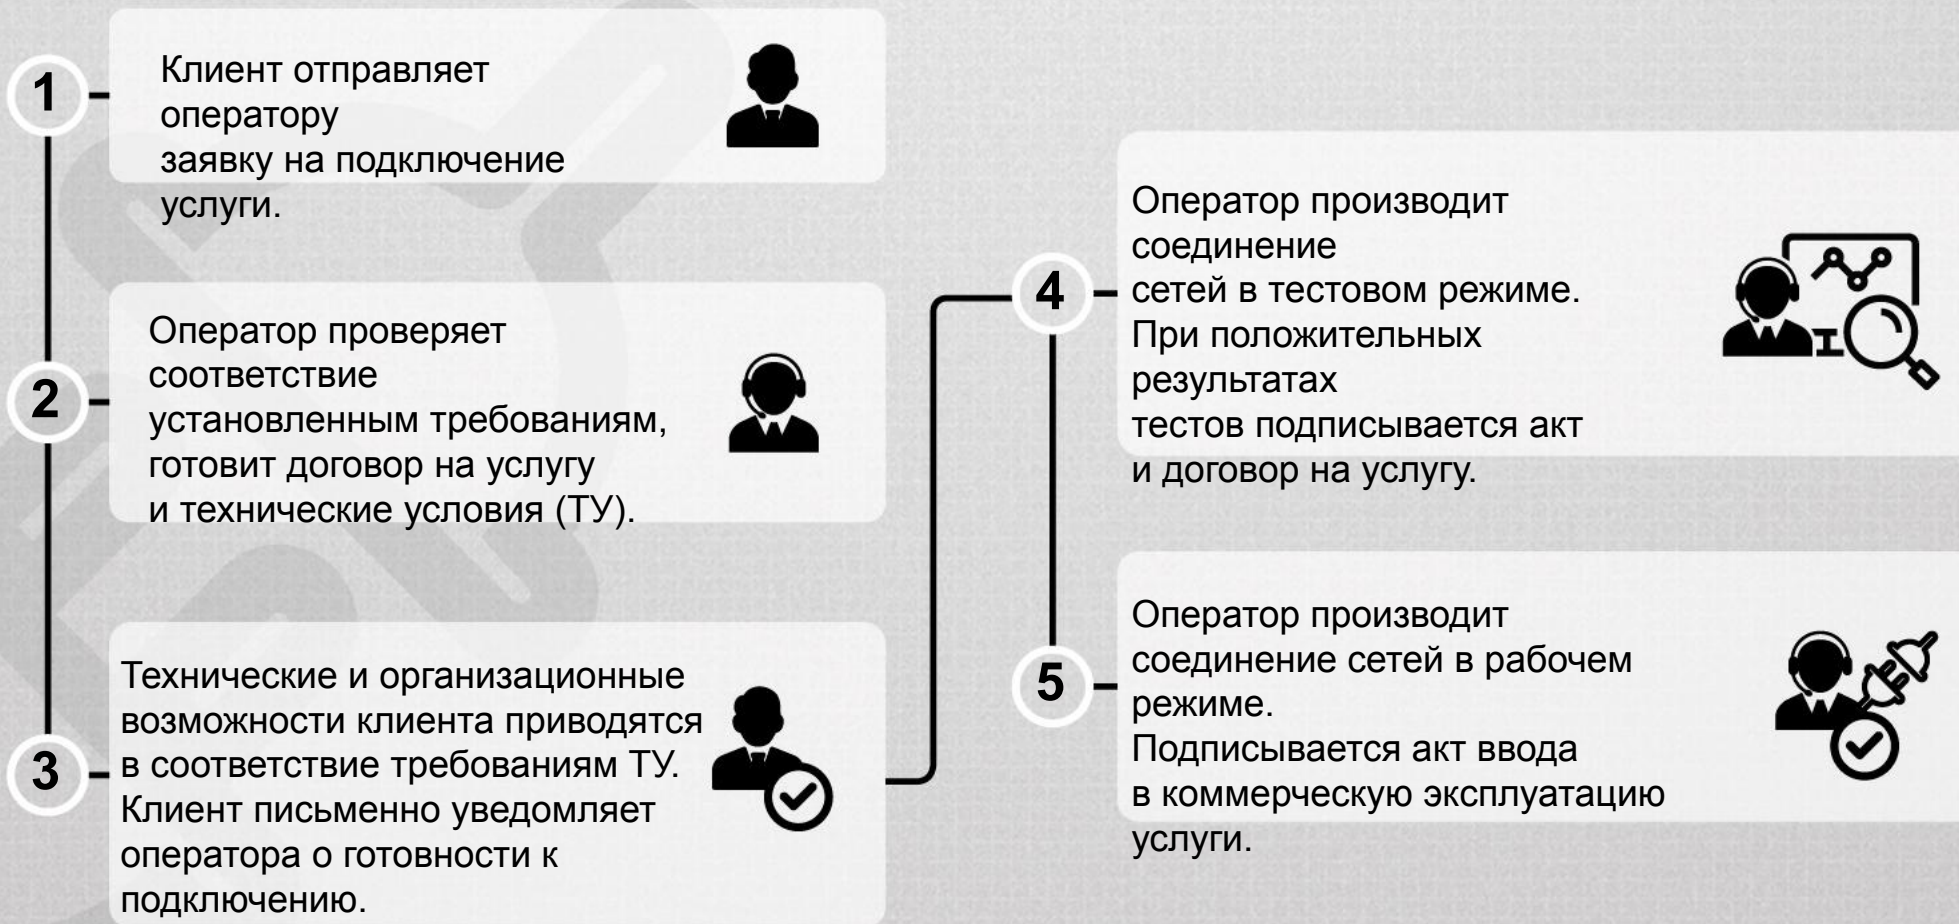 1
Клиент отправляет
оператору
заявку на подключение
услуги.
2
Оператор проверяет
соответствие
установленным требованиям,
готовит договор на услугу
и технические условия (ТУ).
3
Технические и организационные
возможности клиента приводятся
в соответствие требованиям ТУ.
Клиент письменно уведомляет
оператора о готовности к
подключению.
4
Оператор производит
соединение
сетей в тестовом режиме.
При положительных
результатах
тестов подписывается акт
и договор на услугу.
5
Оператор производит
соединение сетей в рабочем
режиме.
Подписывается акт ввода
в коммерческую эксплуатацию
услуги.